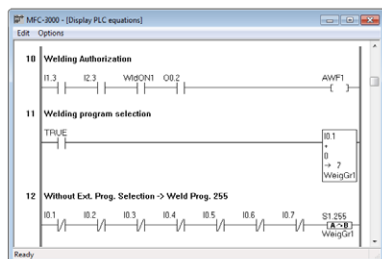 MFC-3000 - [Display PLC equations]
Edit Options
10 Welding Authorization
I1.3 I2.3 WldON1 O0.2 AWF1
11 Welding program selection
TRUE I0.1
0
→ 7
WeigGr1
12 Without Ext. Prog. Selection -> Weld Prog. 255
I0.1 I0.2 I0.3 I0.4 I0.5 I0.6 I0.7 S1.255
A→B
WeigGr1
Ready